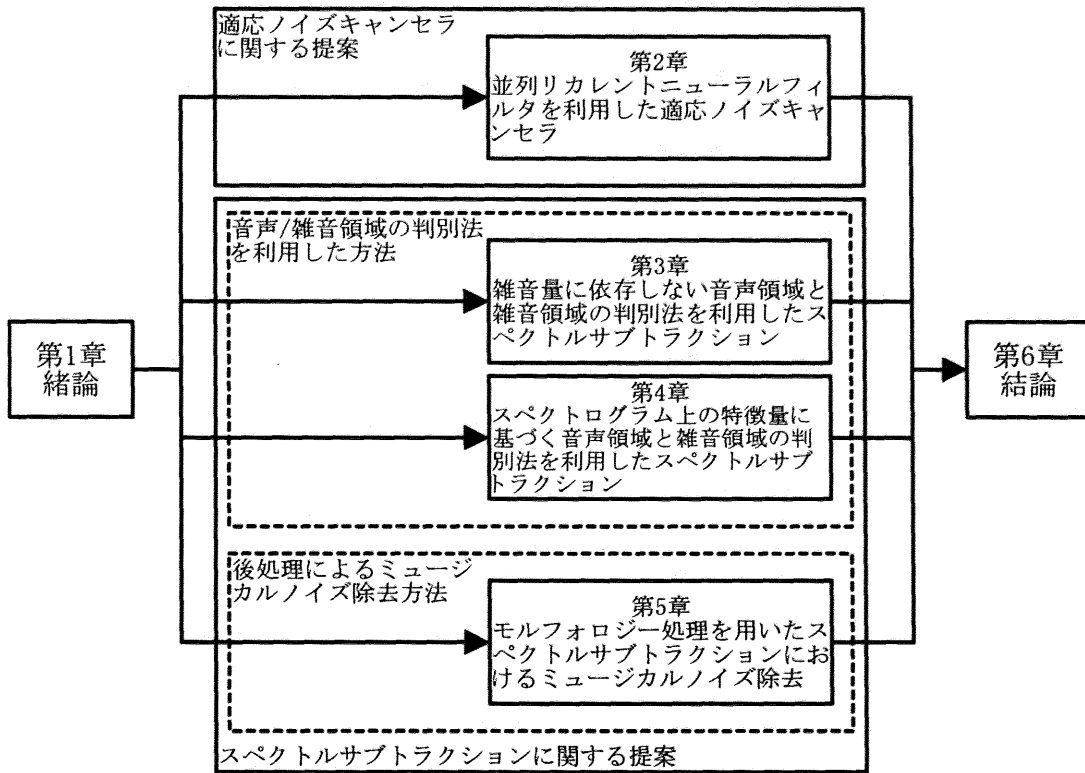 適応ノイズキャンセラ
に関する提案
第2章
並列リカレントニューラルフィ
ルタを利用した適応ノイズキャ
ンセラ
音声/雑音領域の判別法
を利用した方法
第3章
雑音量に依存しない音声領域と
雑音領域の判別法を利用したス
ペクトルサブトラクション
第1章
緒論
第6章
結論
第4章
スペクトログラム上の特徴量に
基づく音声領域と雑音領域の判
別法を利用したスペクトルサブ
トラクション
後処理によるミュージ
カルノイズ除去方法
第5章
モルフォロジー処理を用いたス
ペクトルサブトラクションにお
けるミュージカルノイズ除去
スペクトルサブトラクションに関する提案